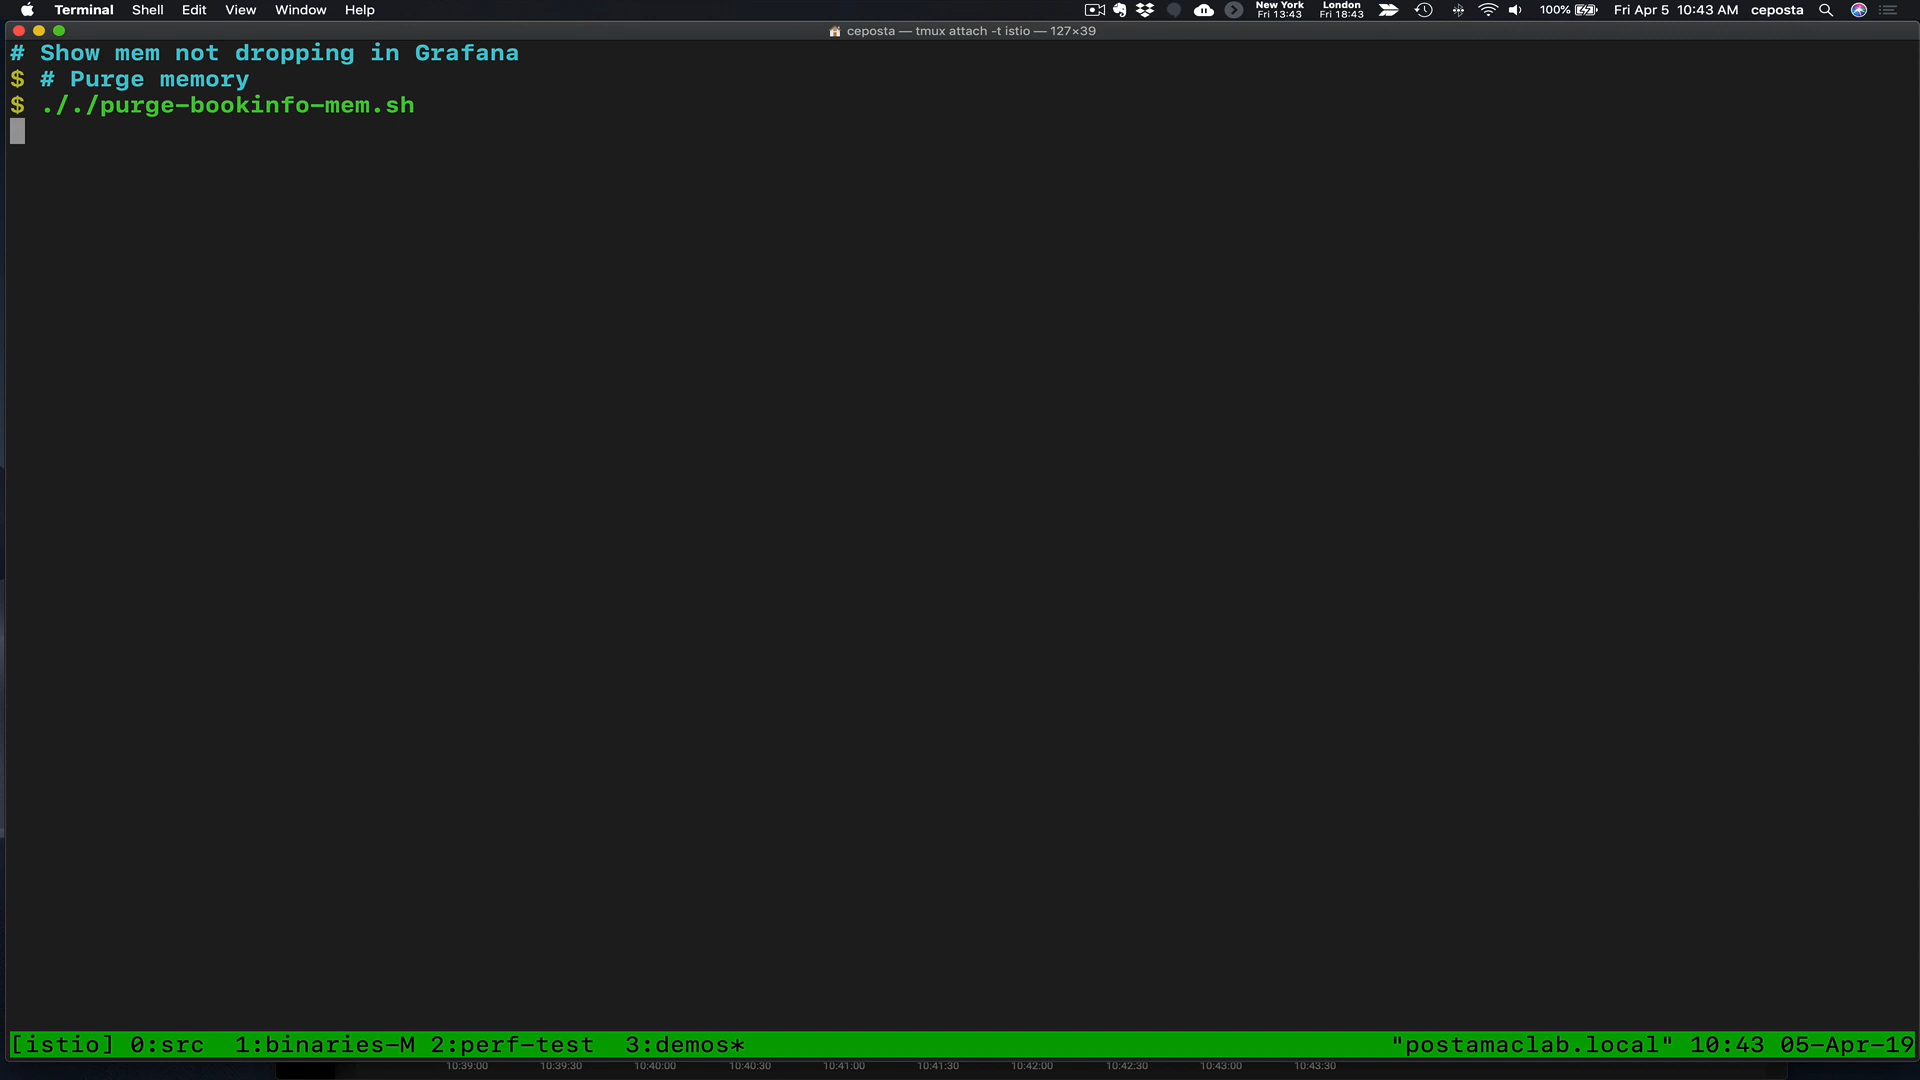 Terminal Shell Edit View Window Help New York Fri 13:43 London Fri 18:43 100% Fri Apr 5 10:43 AM ceposta
ceposta — tmux attach -t istio — 127×39
# Show mem not dropping in Grafana
$ # Purge memory
$ ././purge-bookinfo-mem.sh
[istio] 0:src 1:binaries-M 2:perf-test 3:demos* "postamaclab.local" 10:43 05-Apr-19
10:39:00 10:39:30 10:40:00 10:40:30 10:41:00 10:41:30 10:42:00 10:42:30 10:43:00 10:43:30